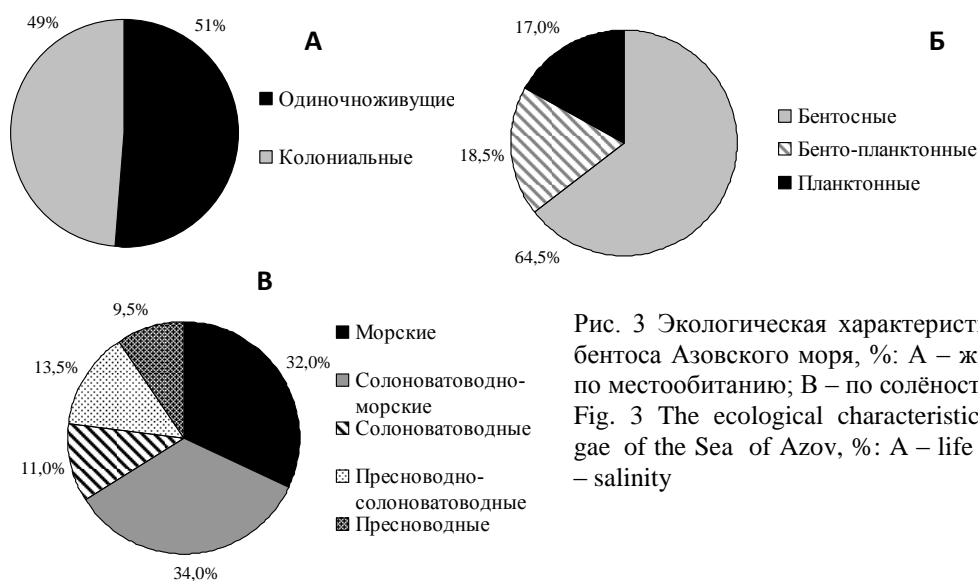 49%
51%
А
Одиночноживущие
Колониальные
17,0%
Б
18,5%
64,5%
Бентосные
Бенто-планктонные
Планктонные
В
9,5%
13,5%
32,0%
11,0%
34,0%
Морские
Солоноватоводно-
морские
Солоноватоводные
Пресноводно-
солоноватоводные
Пресноводные
Рис. 3 Экологическая характерист
бентоса Азовского моря, %: А – ж
по местообитанию; В – по солёност
Fig. 3 The ecological characteristic
gae of the Sea of Azov, %: A – life
– salinity